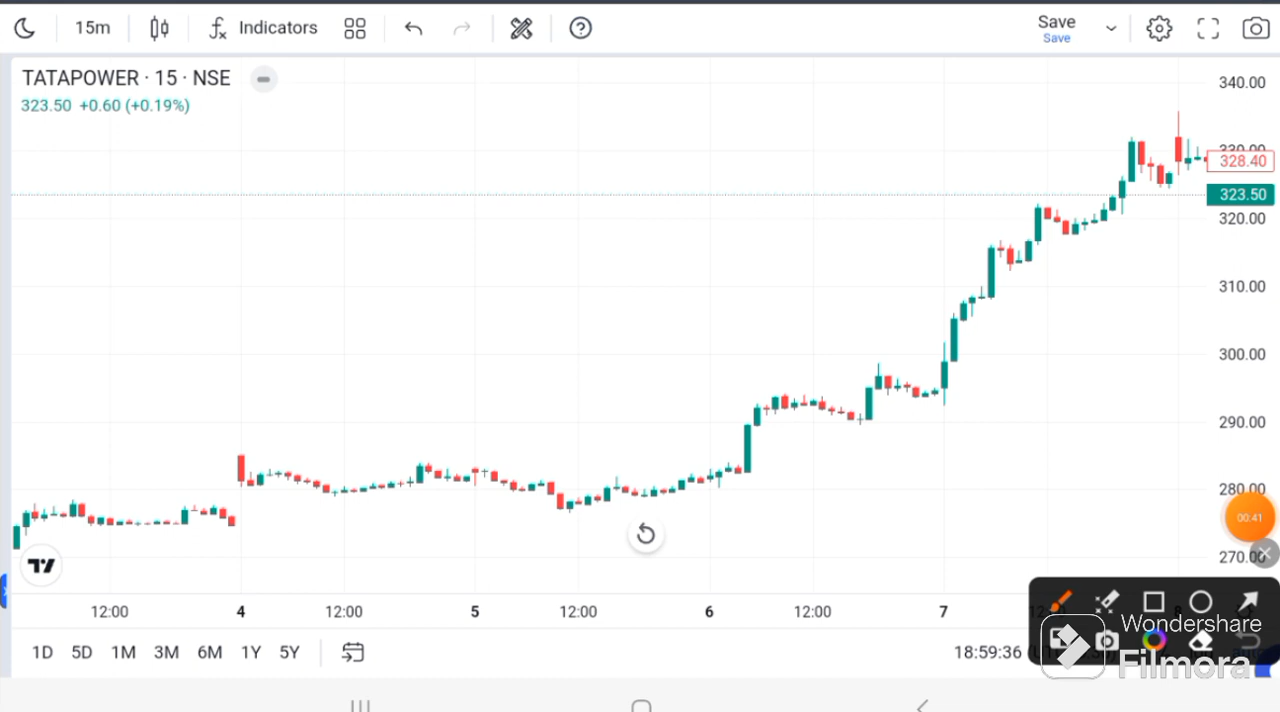 15m
Indicators
Save
Save
TATAPOWER · 15 · NSE
323.50 +0.60 (+0.19%)
340.00
330.00
328.40
323.50
320.00
310.00
300.00
290.00
280.00
00:41
270.00
12:00 4 12:00 5 12:00 6 12:00 7
Wondershare
Filmora
1D 5D 1M 3M 6M 1Y 5Y
18:59:36